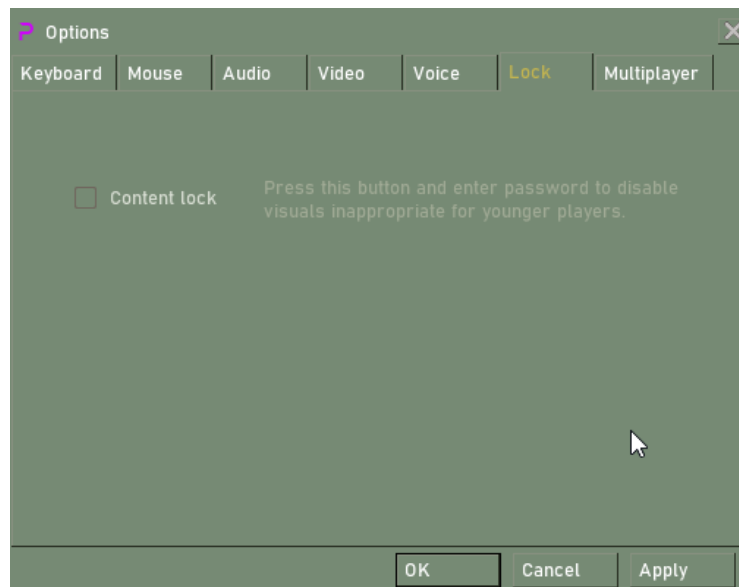 Options
Keyboard Mouse Audio Video Voice Lock Multiplayer
Content lock
Press this button and enter password to disable
visuals inappropriate for younger players.
OK Cancel Apply